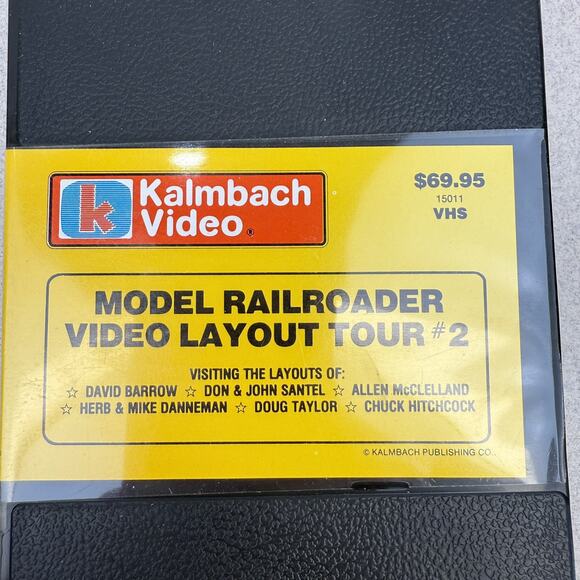 k Kalmbach
Video®
$69.95
15011
VHS
MODEL RAILROADER
VIDEO LAYOUT TOUR #2
VISITING THE LAYOUTS OF:
☆ DAVID BARROW ☆ DON & JOHN SANTEL ☆ ALLEN McCLELLAND
☆ HERB & MIKE DANNEMAN ☆ DOUG TAYLOR ☆ CHUCK HITCHCOCK
© KALMBACH PUBLISHING CO.